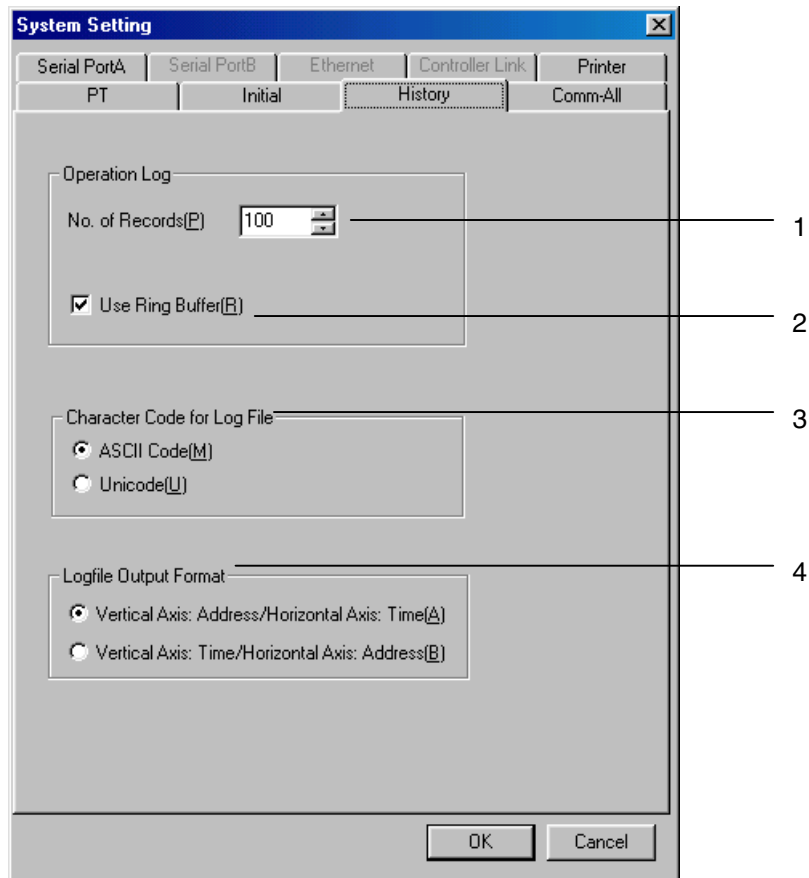 System Setting
Serial PortA Serial PortB Ethernet Controller Link Printer
PT Initial History Comm-All
Operation Log
No. of Records(P) 100
1
Use Ring Buffer(R)
2
Character Code for Log File
3
ASCII Code(M)
Unicode(U)
Logfile Output Format
4
Vertical Axis: Address/Horizontal Axis: Time(A)
Vertical Axis: Time/Horizontal Axis: Address(B)
OK Cancel